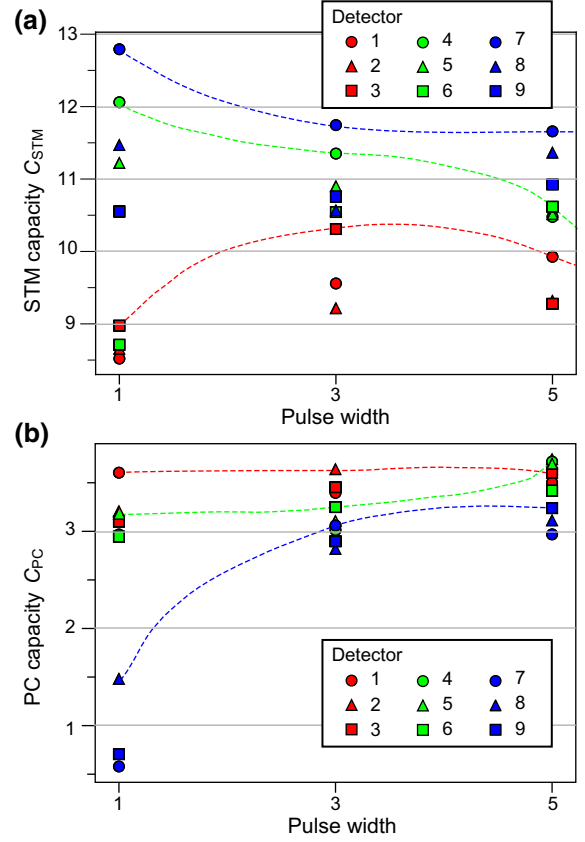 (a)
Detector
1 4 7
2 5 8
3 6 9
13
12
11
10
9
STM capacity C_STM
1 3 5
Pulse width
(b)
3
2
1
PC capacity C_PC
Detector
1 4 7
2 5 8
3 6 9
1 3 5
Pulse width